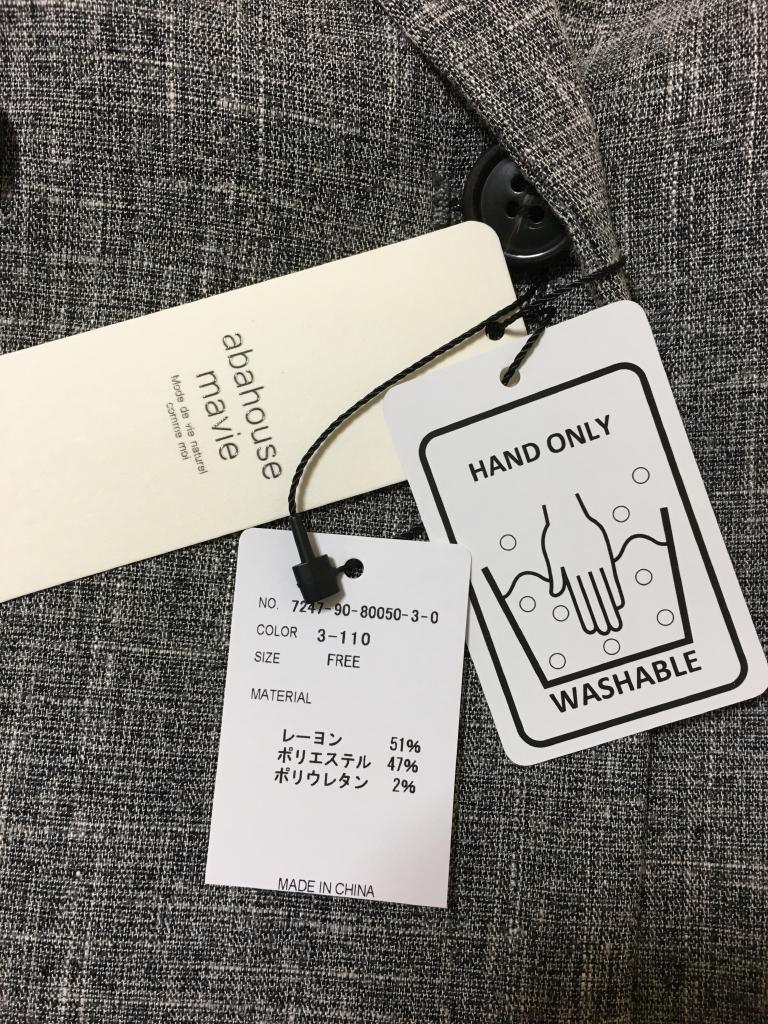 abahouse
mavie
Mode de vie naturel
comme moi
HAND ONLY
WASHABLE
NO. 7247-90-80050-3-0
COLOR 3-110
SIZE FREE
MATERIAL
レーヨン 51%
ポリエステル 47%
ポリウレタン 2%
MADE IN CHINA